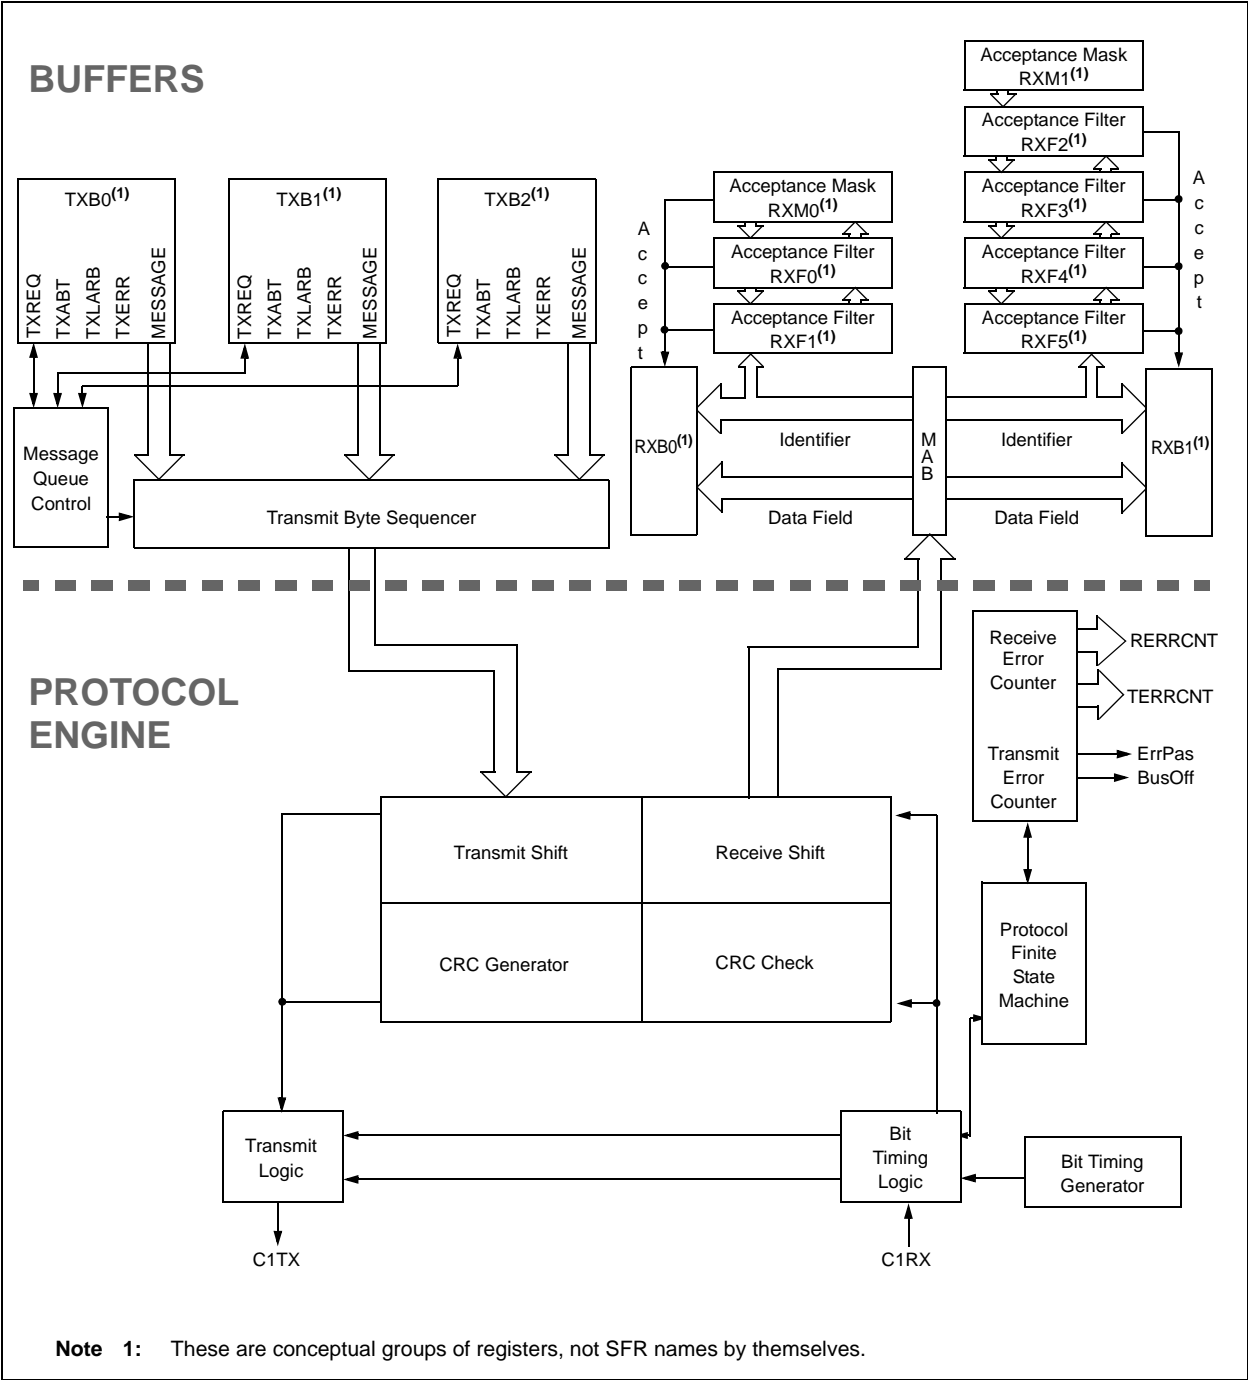 BUFFERS
Acceptance Mask
RXM1(1)
Acceptance Filter
RXF2(1)
Acceptance Filter
RXF3(1)
Acceptance Filter
RXF4(1)
Acceptance Filter
RXF5(1)
Accept
Acceptance Mask
RXM0(1)
Acceptance Filter
RXF0(1)
Acceptance Filter
RXF1(1)
Accept
TXB0(1)
TXREQ
TXABT
TXLARB
TXERR
MESSAGE
TXB1(1)
TXREQ
TXABT
TXLARB
TXERR
MESSAGE
TXB2(1)
TXREQ
TXABT
TXLARB
TXERR
MESSAGE
Message
Queue
Control
Transmit Byte Sequencer
RXB0(1)
Identifier
MAB
Identifier
RXB1(1)
Data Field
Data Field
PROTOCOL
ENGINE
Receive
Error
Counter
RERRCNT
TERRCNT
Transmit
Error
Counter
ErrPas
BusOff
Transmit Shift
Receive Shift
CRC Generator
CRC Check
Protocol
Finite
State
Machine
Transmit
Logic
Bit
Timing
Logic
Bit Timing
Generator
C1TX
C1RX
Note 1: These are conceptual groups of registers, not SFR names by themselves.